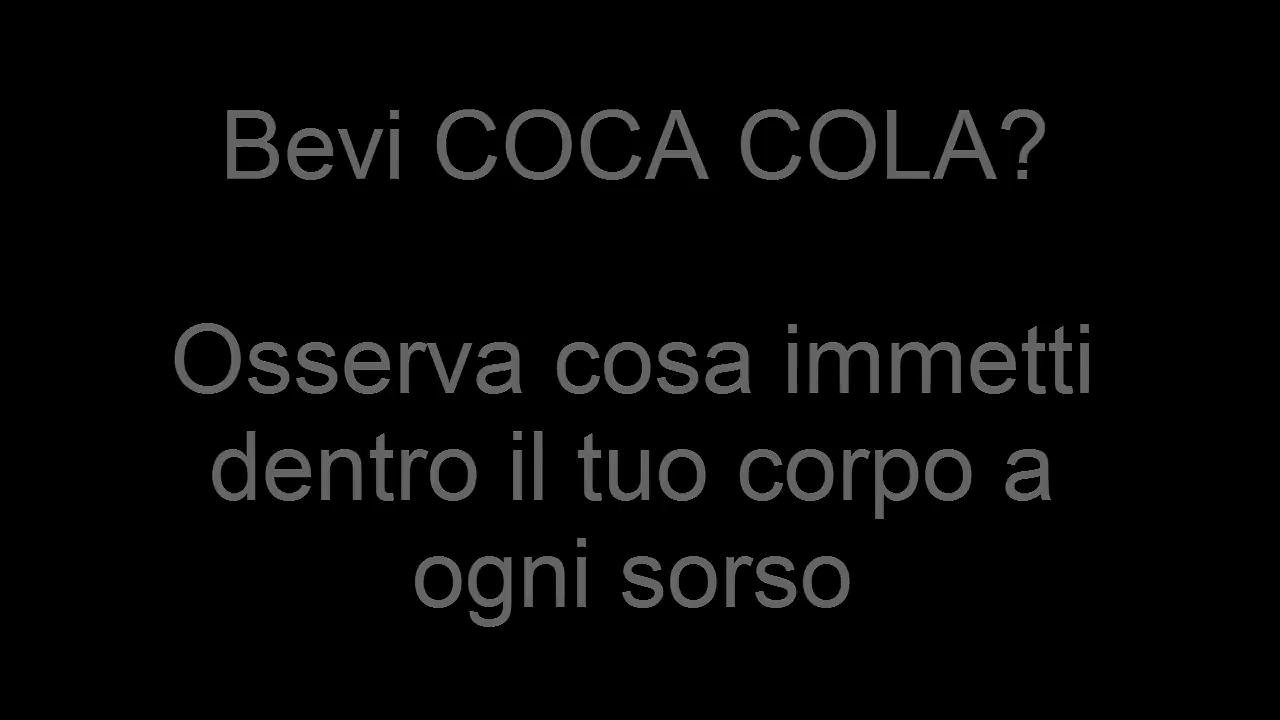 Bevi COCA COLA?
Osserva cosa immetti
dentro il tuo corpo a
ogni sorso